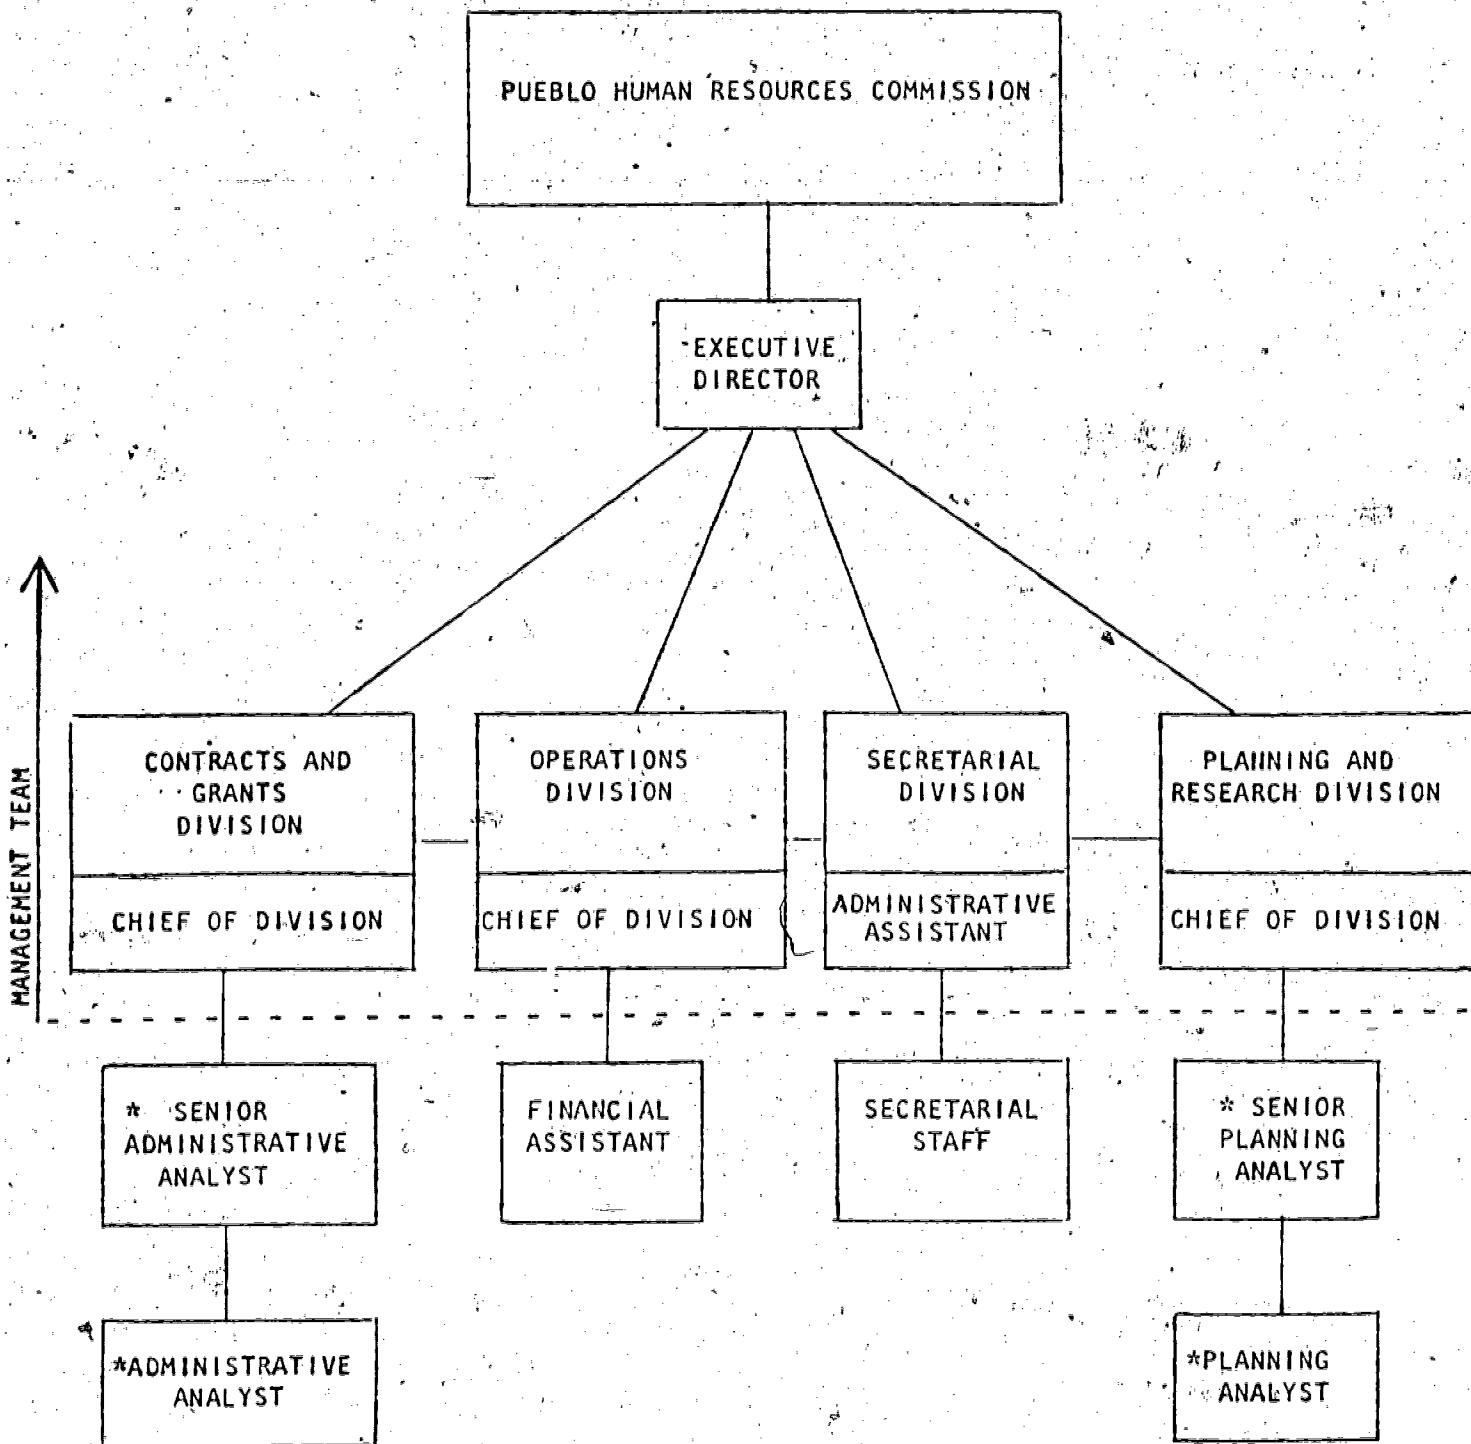 PUEBLO HUMAN RESOURCES COMMISSION
EXECUTIVE
DIRECTOR
MANAGEMENT TEAM
CONTRACTS AND
GRANTS
DIVISION
CHIEF OF DIVISION
OPERATIONS
DIVISION
CHIEF OF DIVISION
SECRETARIAL
DIVISION
ADMINISTRATIVE
ASSISTANT
PLANNING AND
RESEARCH DIVISION
CHIEF OF DIVISION
* SENIOR
ADMINISTRATIVE
ANALYST
FINANCIAL
ASSISTANT
SECRETARIAL
STAFF
* SENIOR
PLANNING
ANALYST
*ADMINISTRATIVE
ANALYST
*PLANNING
ANALYST